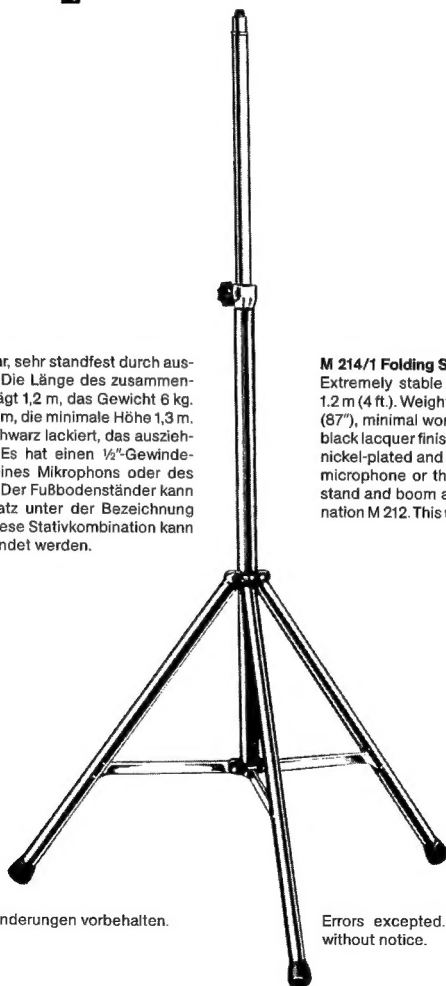 hr, sehr standfest durch aus-
Die Länge des zusammen-
ägt 1,2 m, das Gewicht 6 kg.
m, die minimale Höhe 1,3 m.
hwarz lackiert, das auszieh-
Es hat einen ½"-Gewinde-
ines Mikrophons oder des
Der Fußbodenständer kann
atz unter der Bezeichnung
ese Stativkombination kann
ndet werden.
M 214/1 Folding S
Extremely stable
1.2 m (4 ft.). Weigh
(87"), minimal wor
black lacquer finis
nickel-plated and
microphone or th
stand and boom a
nation M 212. This
nderungen vorbehalten.
Errors excepted.
without notice.